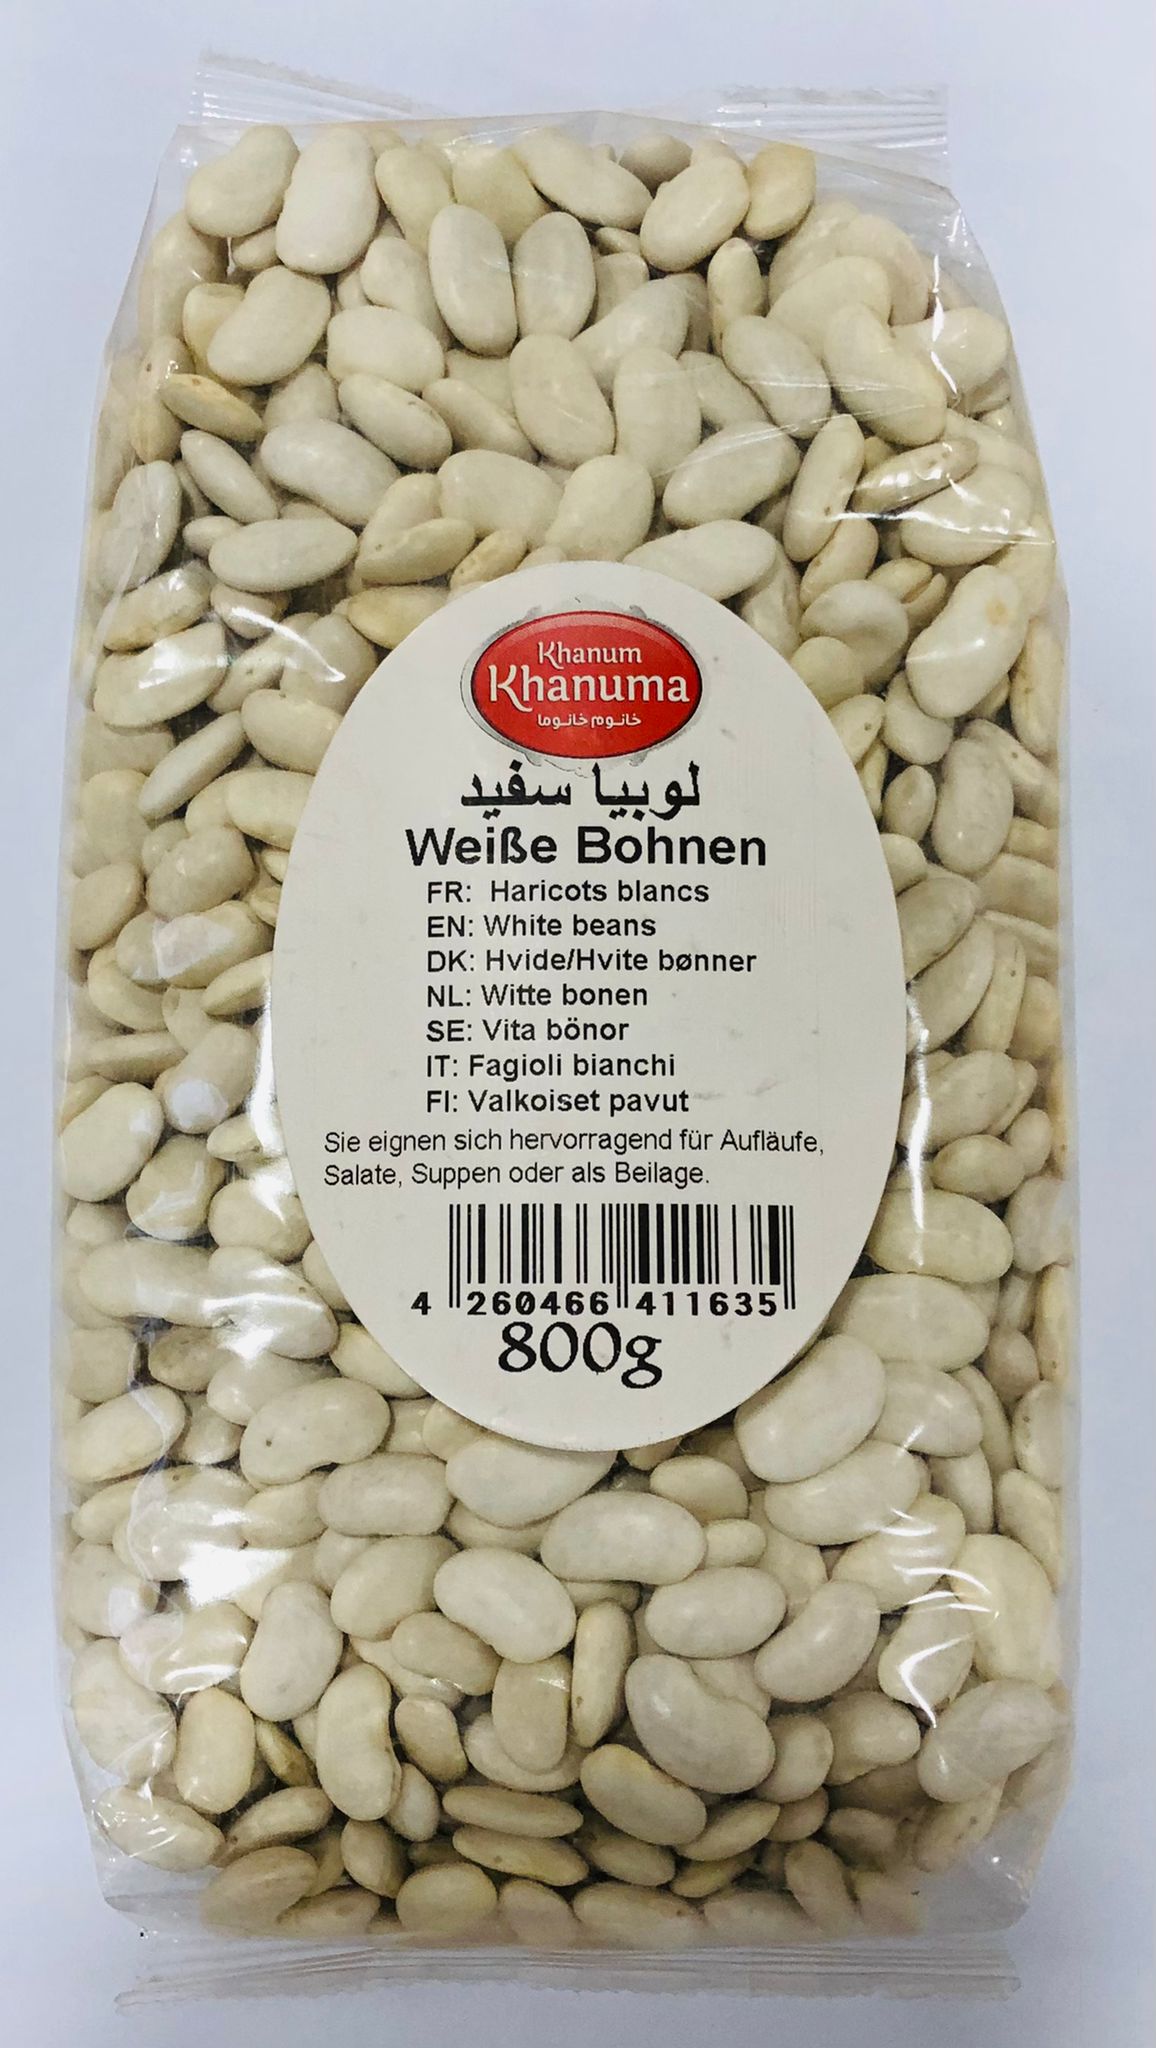 Khanum
Khanuma
خانوم خانوما
لوبیا سفید
Weiße Bohnen
FR: Haricots blancs
EN: White beans
DK: Hvide/Hvite bønner
NL: Witte bonen
SE: Vita bönor
IT: Fagioli bianchi
FI: Valkoiset pavut
Sie eignen sich hervorragend für Aufläufe,
Salate, Suppen oder als Beilage.
4 260466 411635
800g